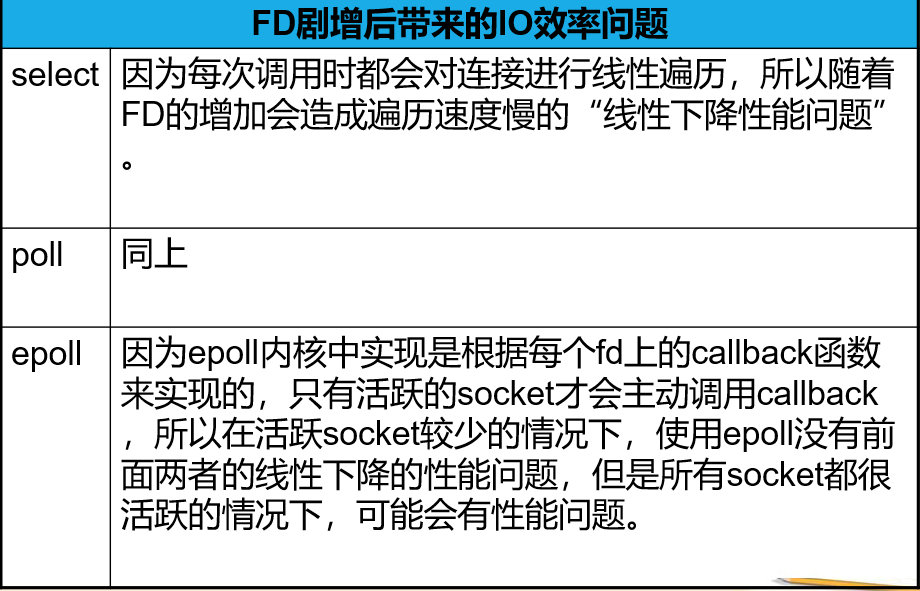 FD剧增后带来的IO效率问题
select
因为每次调用时都会对连接进行线性遍历，所以随着
FD的增加会造成遍历速度慢的“线性下降性能问题”
。
poll
同上
epoll
因为epoll内核中实现是根据每个fd上的callback函数
来实现的，只有活跃的socket才会主动调用callback
，所以在活跃socket较少的情况下，使用epoll没有前
面两者的线性下降的性能问题，但是所有socket都很
活跃的情况下，可能会有性能问题。